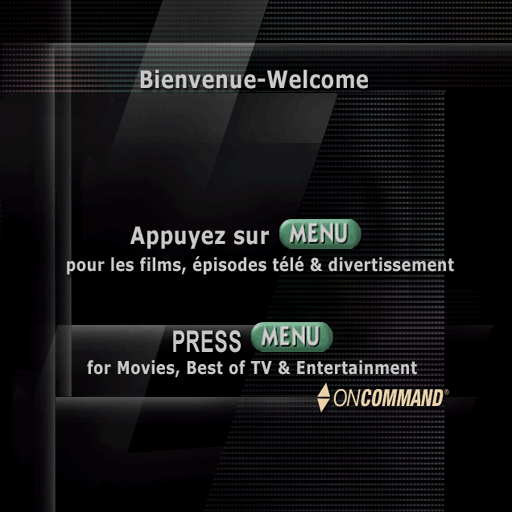 Bienvenue-Welcome
Appuyez sur MENU
pour les films, épisodes télé & divertissement
PRESS MENU
for Movies, Best of TV & Entertainment
ONCOMMAND®